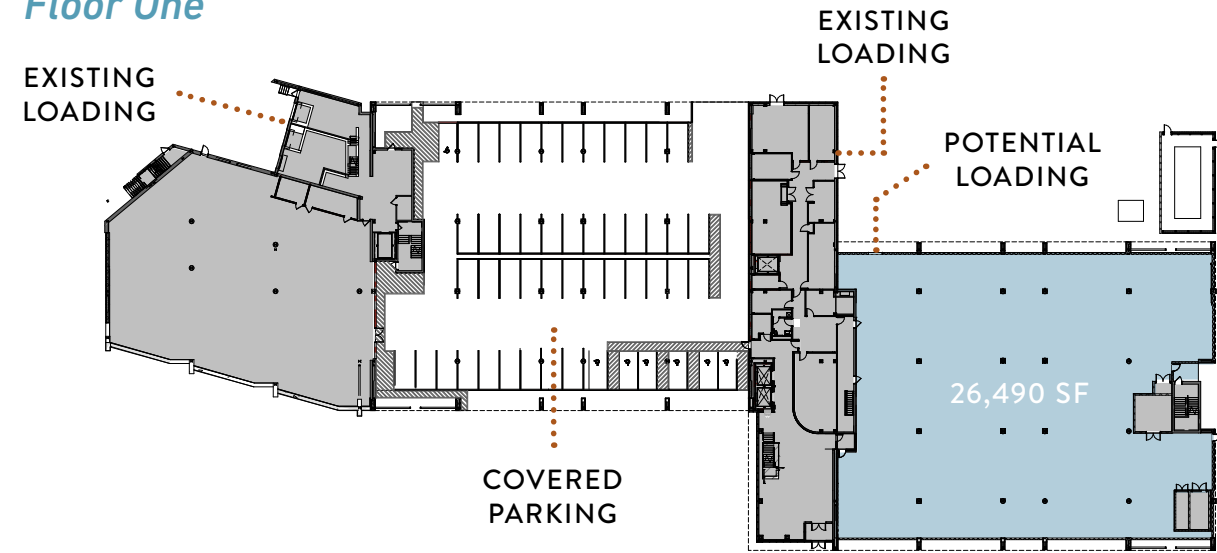 Floor One
EXISTING
LOADING
EXISTING
LOADING
POTENTIAL
LOADING
26,490 SF
COVERED
PARKING